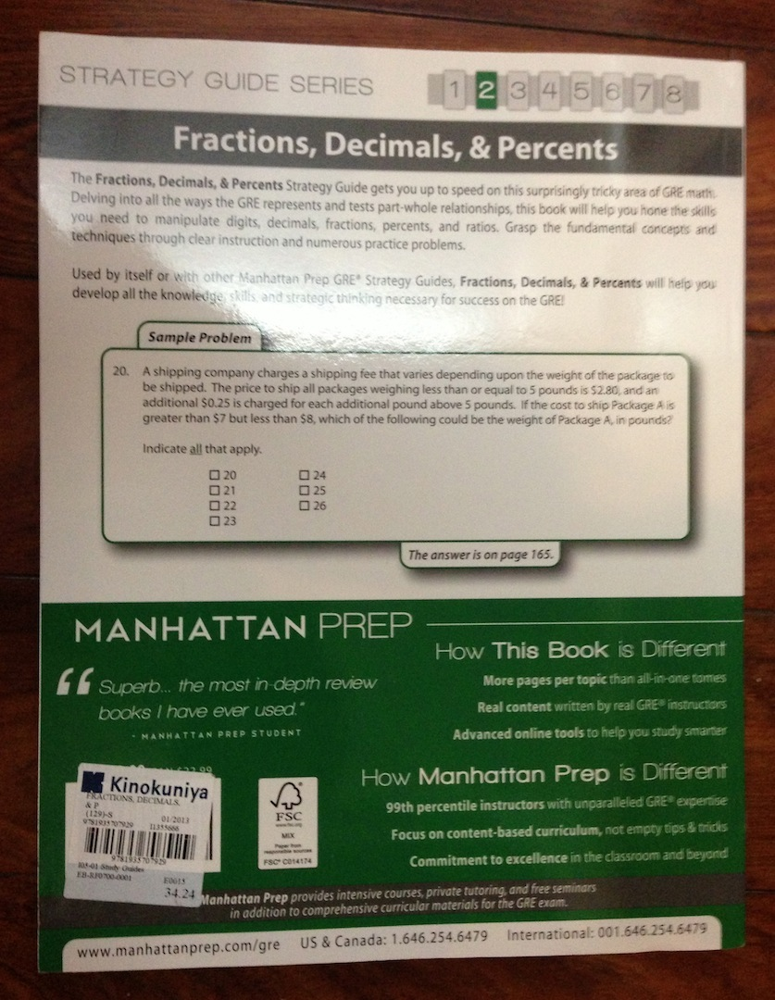 STRATEGY GUIDE SERIES
1 2 3 4 5 6 7 8
Fractions, Decimals, & Percents
The Fractions, Decimals, & Percents Strategy Guide gets you up to speed on this surprisingly tricky area of GRE math.
Delving into all the ways the GRE represents and tests part-whole relationships, this book will help you hone the skills
you need to manipulate digits, decimals, fractions, percents, and ratios. Grasp the fundamental concepts and
techniques through clear instruction and numerous practice problems.
Used by itself or with other Manhattan Prep GRE® Strategy Guides, Fractions, Decimals, & Percents will help you
develop all the knowledge, skills, and strategic thinking necessary for success on the GRE!
Sample Problem
20. A shipping company charges a shipping fee that varies depending upon the weight of the package to
be shipped. The price to ship all packages weighing less than or equal to 5 pounds is $2.80, and an
additional $0.25 is charged for each additional pound above 5 pounds. If the cost to ship Package A is
greater than $7 but less than $8, which of the following could be the weight of Package A, in pounds?
Indicate all that apply.
20 24
21 25
22 26
23
The answer is on page 165.
MANHATTAN PREP
How This Book is Different
More pages per topic than all-in-one tomes
Real content written by real GRE® instructors
Advanced online tools to help you study smarter
“Superb... the most in-depth review
books I have ever used."
- MANHATTAN PREP STUDENT
How Manhattan Prep is Different
99th percentile instructors with unparalleled GRE® expertise
Focus on content-based curriculum, not empty tips & tricks
Commitment to excellence in the classroom and beyond
Kinokuniya
FRACTIONS, DECIMALS,
& P
(129)-S 01/2013
9781935707929 11355666
9781935707929
105-01 Study Guides
E0015
34.24
FSC®
www.fsc.org
MIX
Paper from
responsible sources
FSC® C014174
Manhattan Prep provides intensive courses, private tutoring, and free seminars
in addition to comprehensive curricular materials for the GRE exam.
www.manhattanprep.com/gre US & Canada: 1.646.254.6479 International: 001.646.254.6479